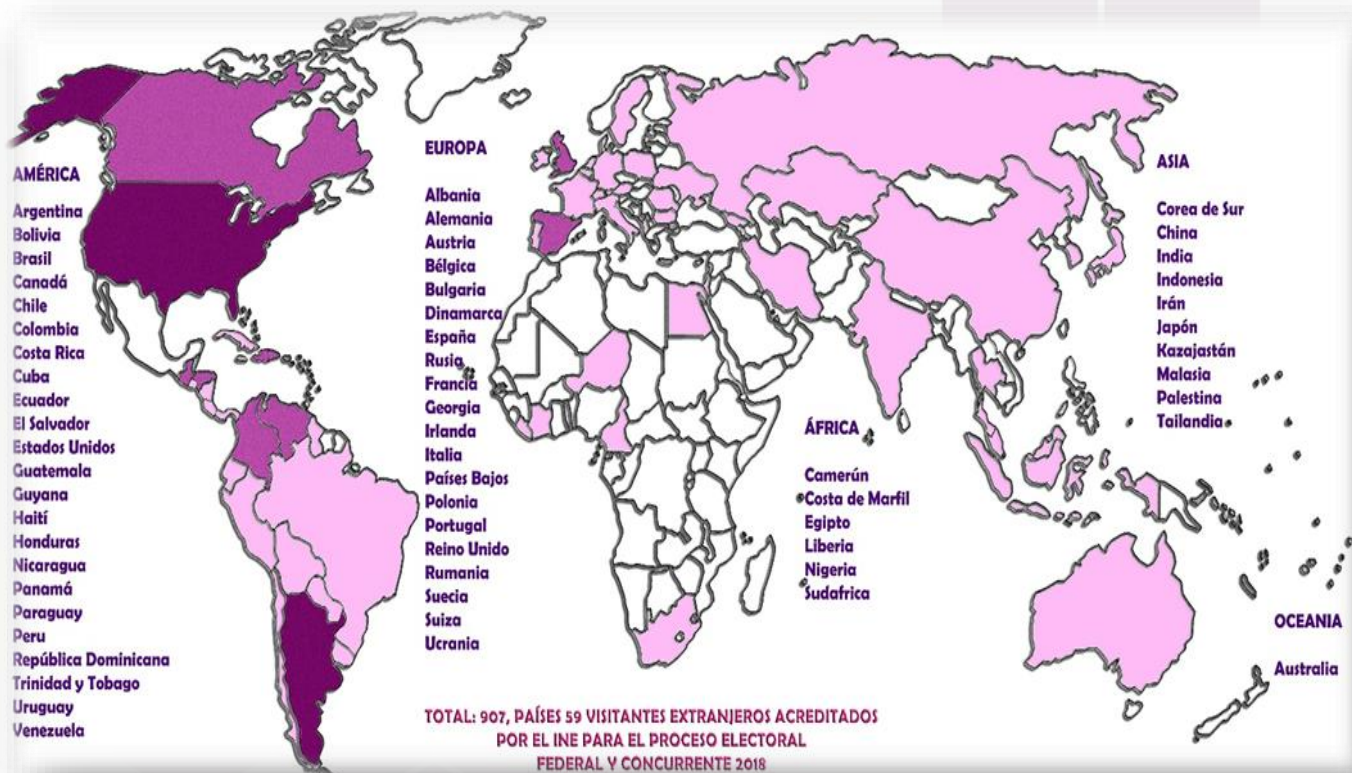 AMÉRICA
Argentina
Bolivia
Brasil
Canadá
Chile
Colombia
Costa Rica
Cuba
Ecuador
El Salvador
Estados Unidos
Guatemala
Guyana
Haití
Honduras
Nicaragua
Panamá
Paraguay
Peru
República Dominicana
Trinidad y Tobago
Uruguay
Venezuela
EUROPA
Albania
Alemania
Austria
Bélgica
Bulgaria
Dinamarca
España
Rusia
Francia
Georgia
Irlanda
Italia
Países Bajos
Polonia
Portugal
Reino Unido
Rumania
Suecia
Suiza
Ucrania
ÁFRICA
Camerún
Costa de Marfil
Egipto
Liberia
Nigeria
Sudafrica
ASIA
Corea de Sur
China
India
Indonesia
Irán
Japón
Kazajastán
Malasia
Palestina
Tailandia
OCEANIA
Australia
TOTAL: 907, PAÍSES 59 VISITANTES EXTRANJEROS ACREDITADOS
POR EL INE PARA EL PROCESO ELECTORAL
FEDERAL Y CONCURRENTE 2018